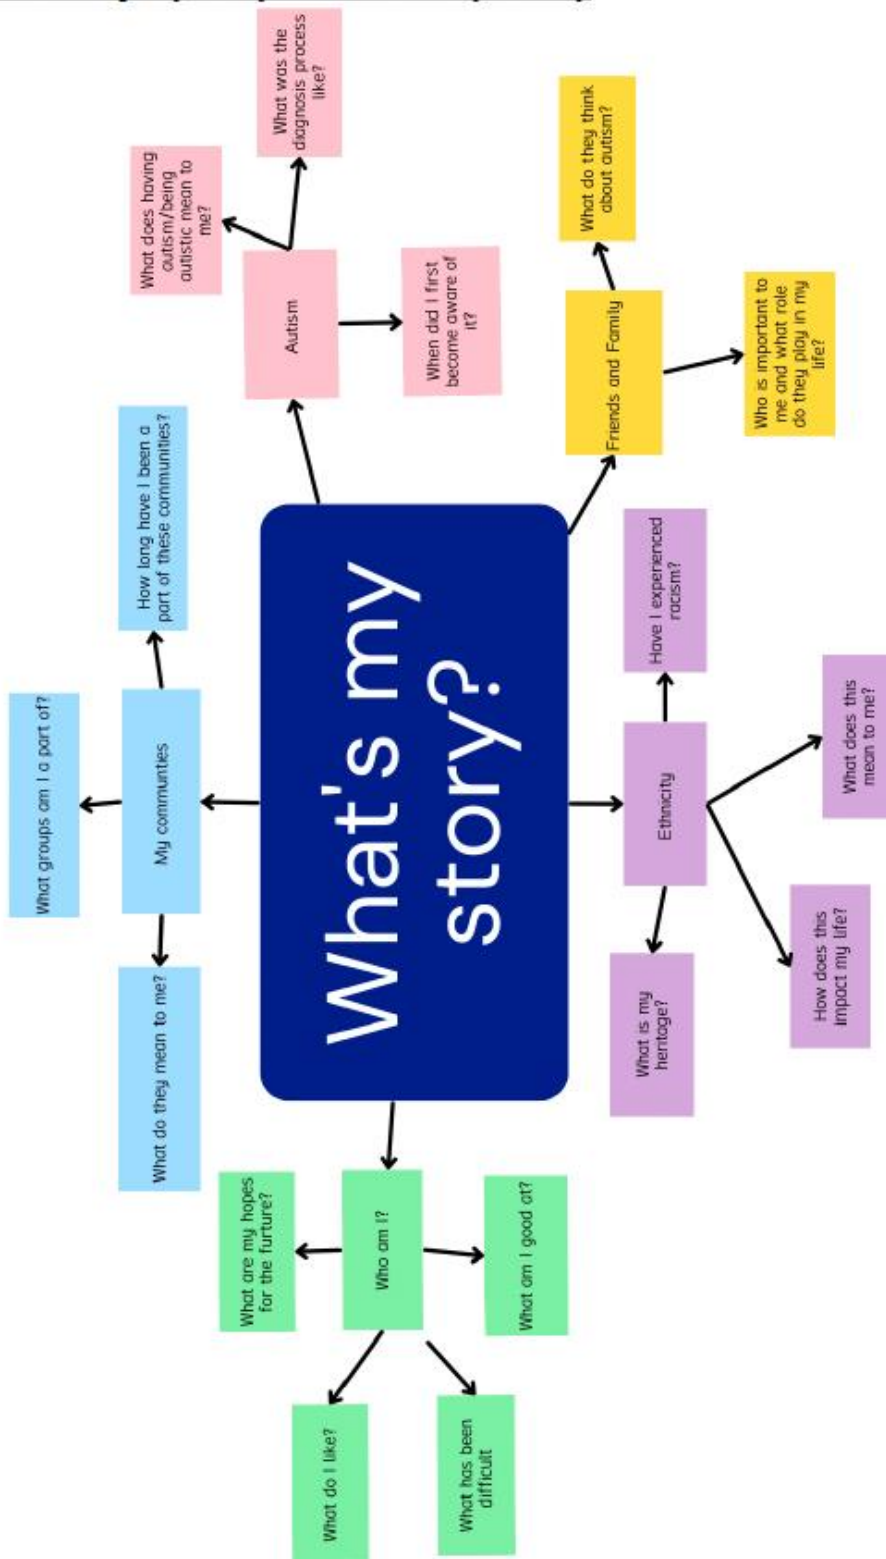 What's my
story?
My communties
What groups am I a part of?
What do they mean to me?
How long have I been a
part of these communities?
Autism
What does having
autism/being
autistic mean to
me?
What was the
diagnosis process
like?
When did I first
become aware of
it?
Friends and Family
What do they think
about autism?
Who is important to
me and what role
do they play in my
life?
Ethnicity
Have I experienced
racism?
What does this
mean to me?
How does this
impact my life?
What is my
heritage?
Who am I?
What are my hopes
for the furture?
What do I like?
What has been
difficult
What am I good at?